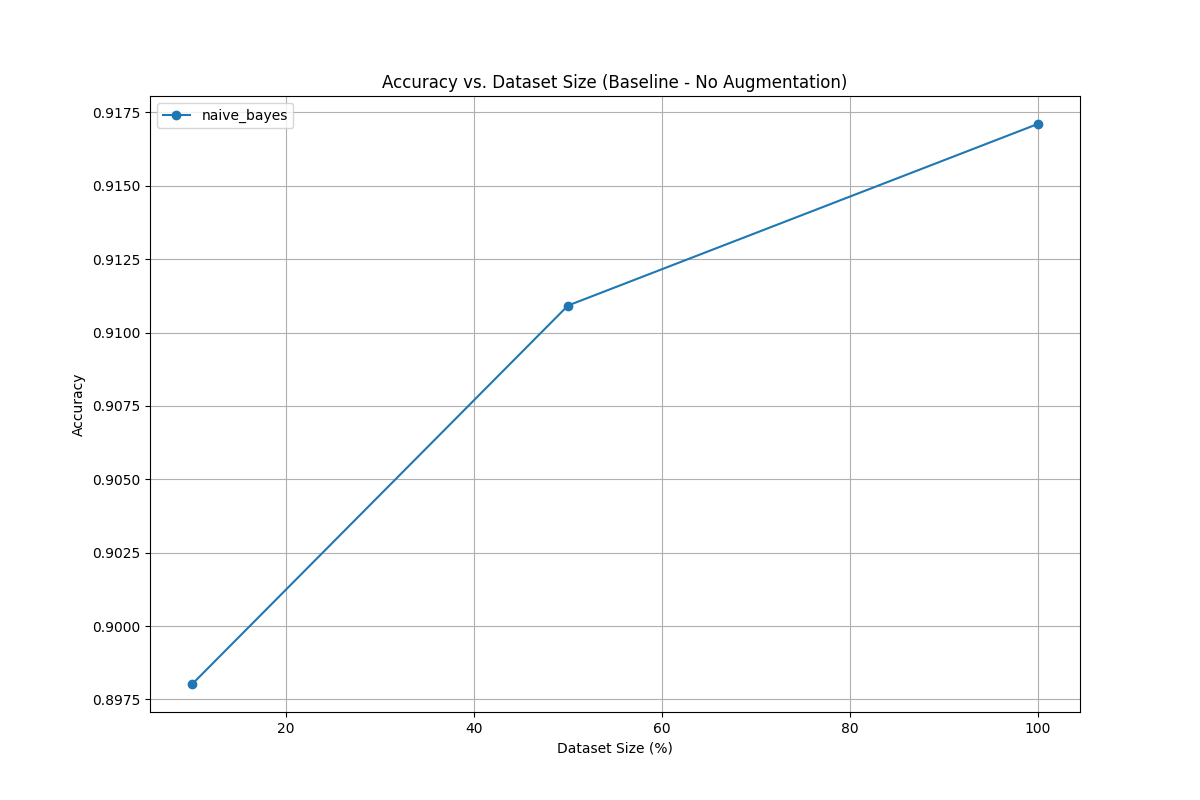 Accuracy vs. Dataset Size (Baseline - No Augmentation)
naive_bayes
0.9175
0.9150
0.9125
0.9100
0.9075
0.9050
0.9025
0.9000
0.8975
Accuracy
20 40 60 80 100
Dataset Size (%)